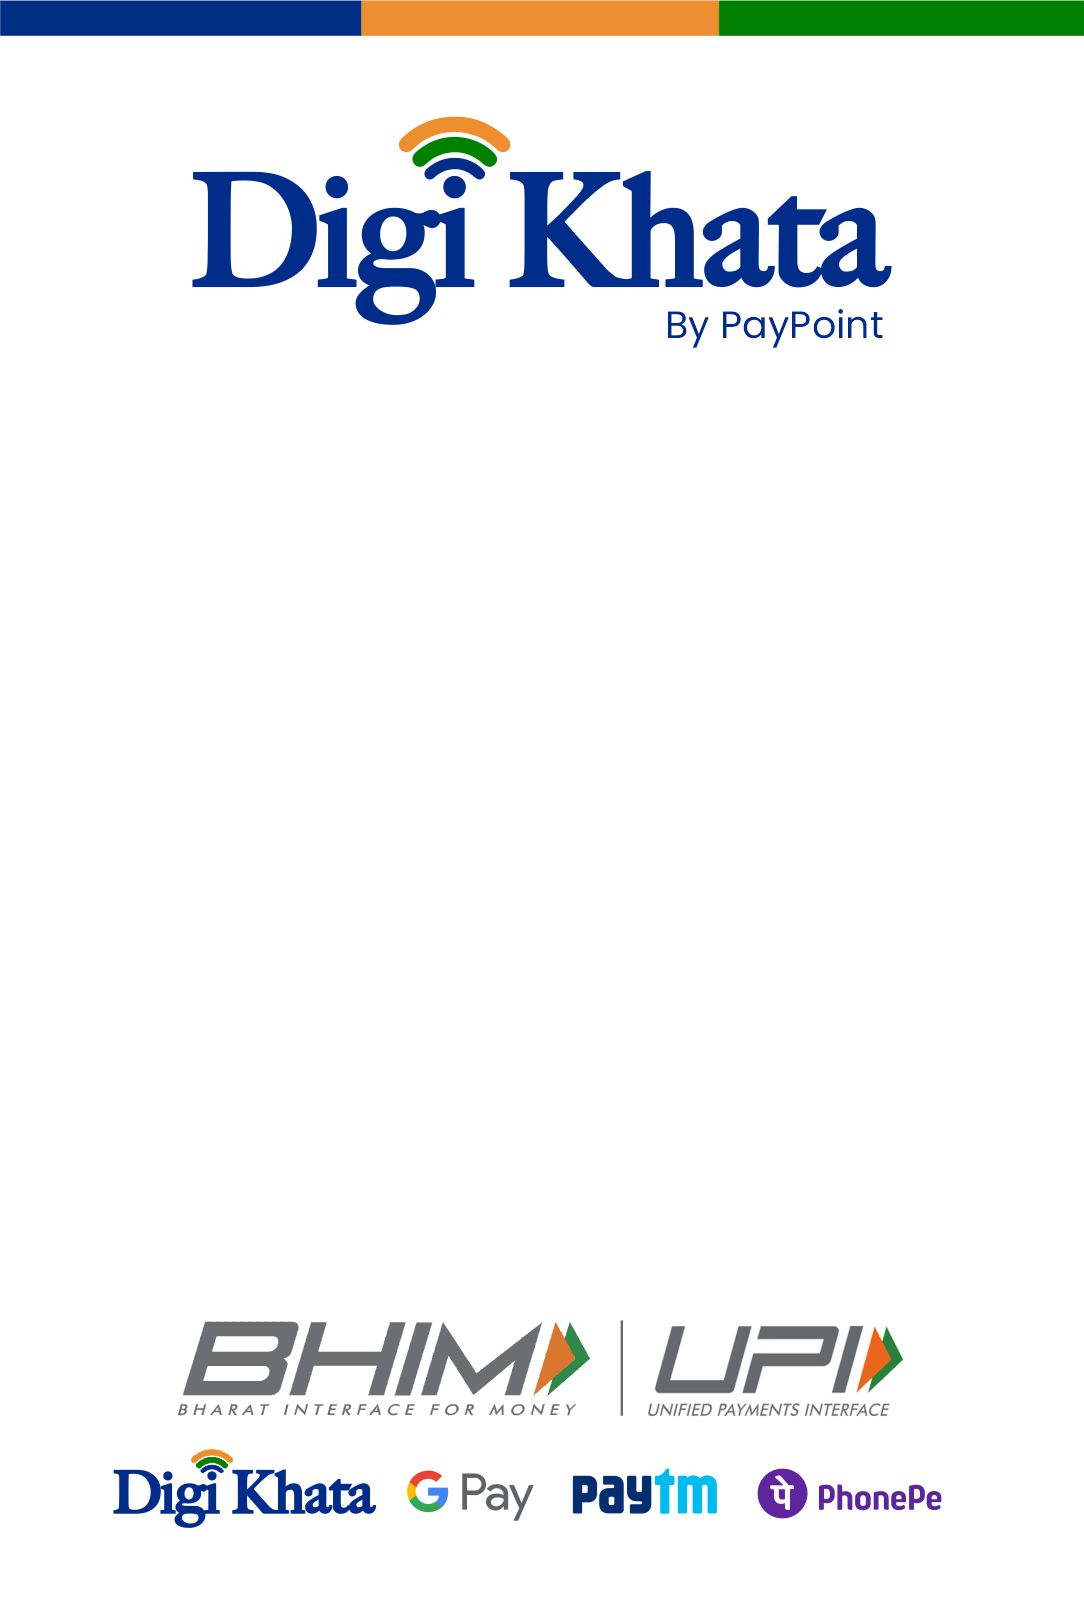 Digi Khata
By PayPoint
BHIM UPI
BHARAT INTERFACE FOR MONEY UNIFIED PAYMENTS INTERFACE
Digi Khata G Pay paytm पे PhonePe